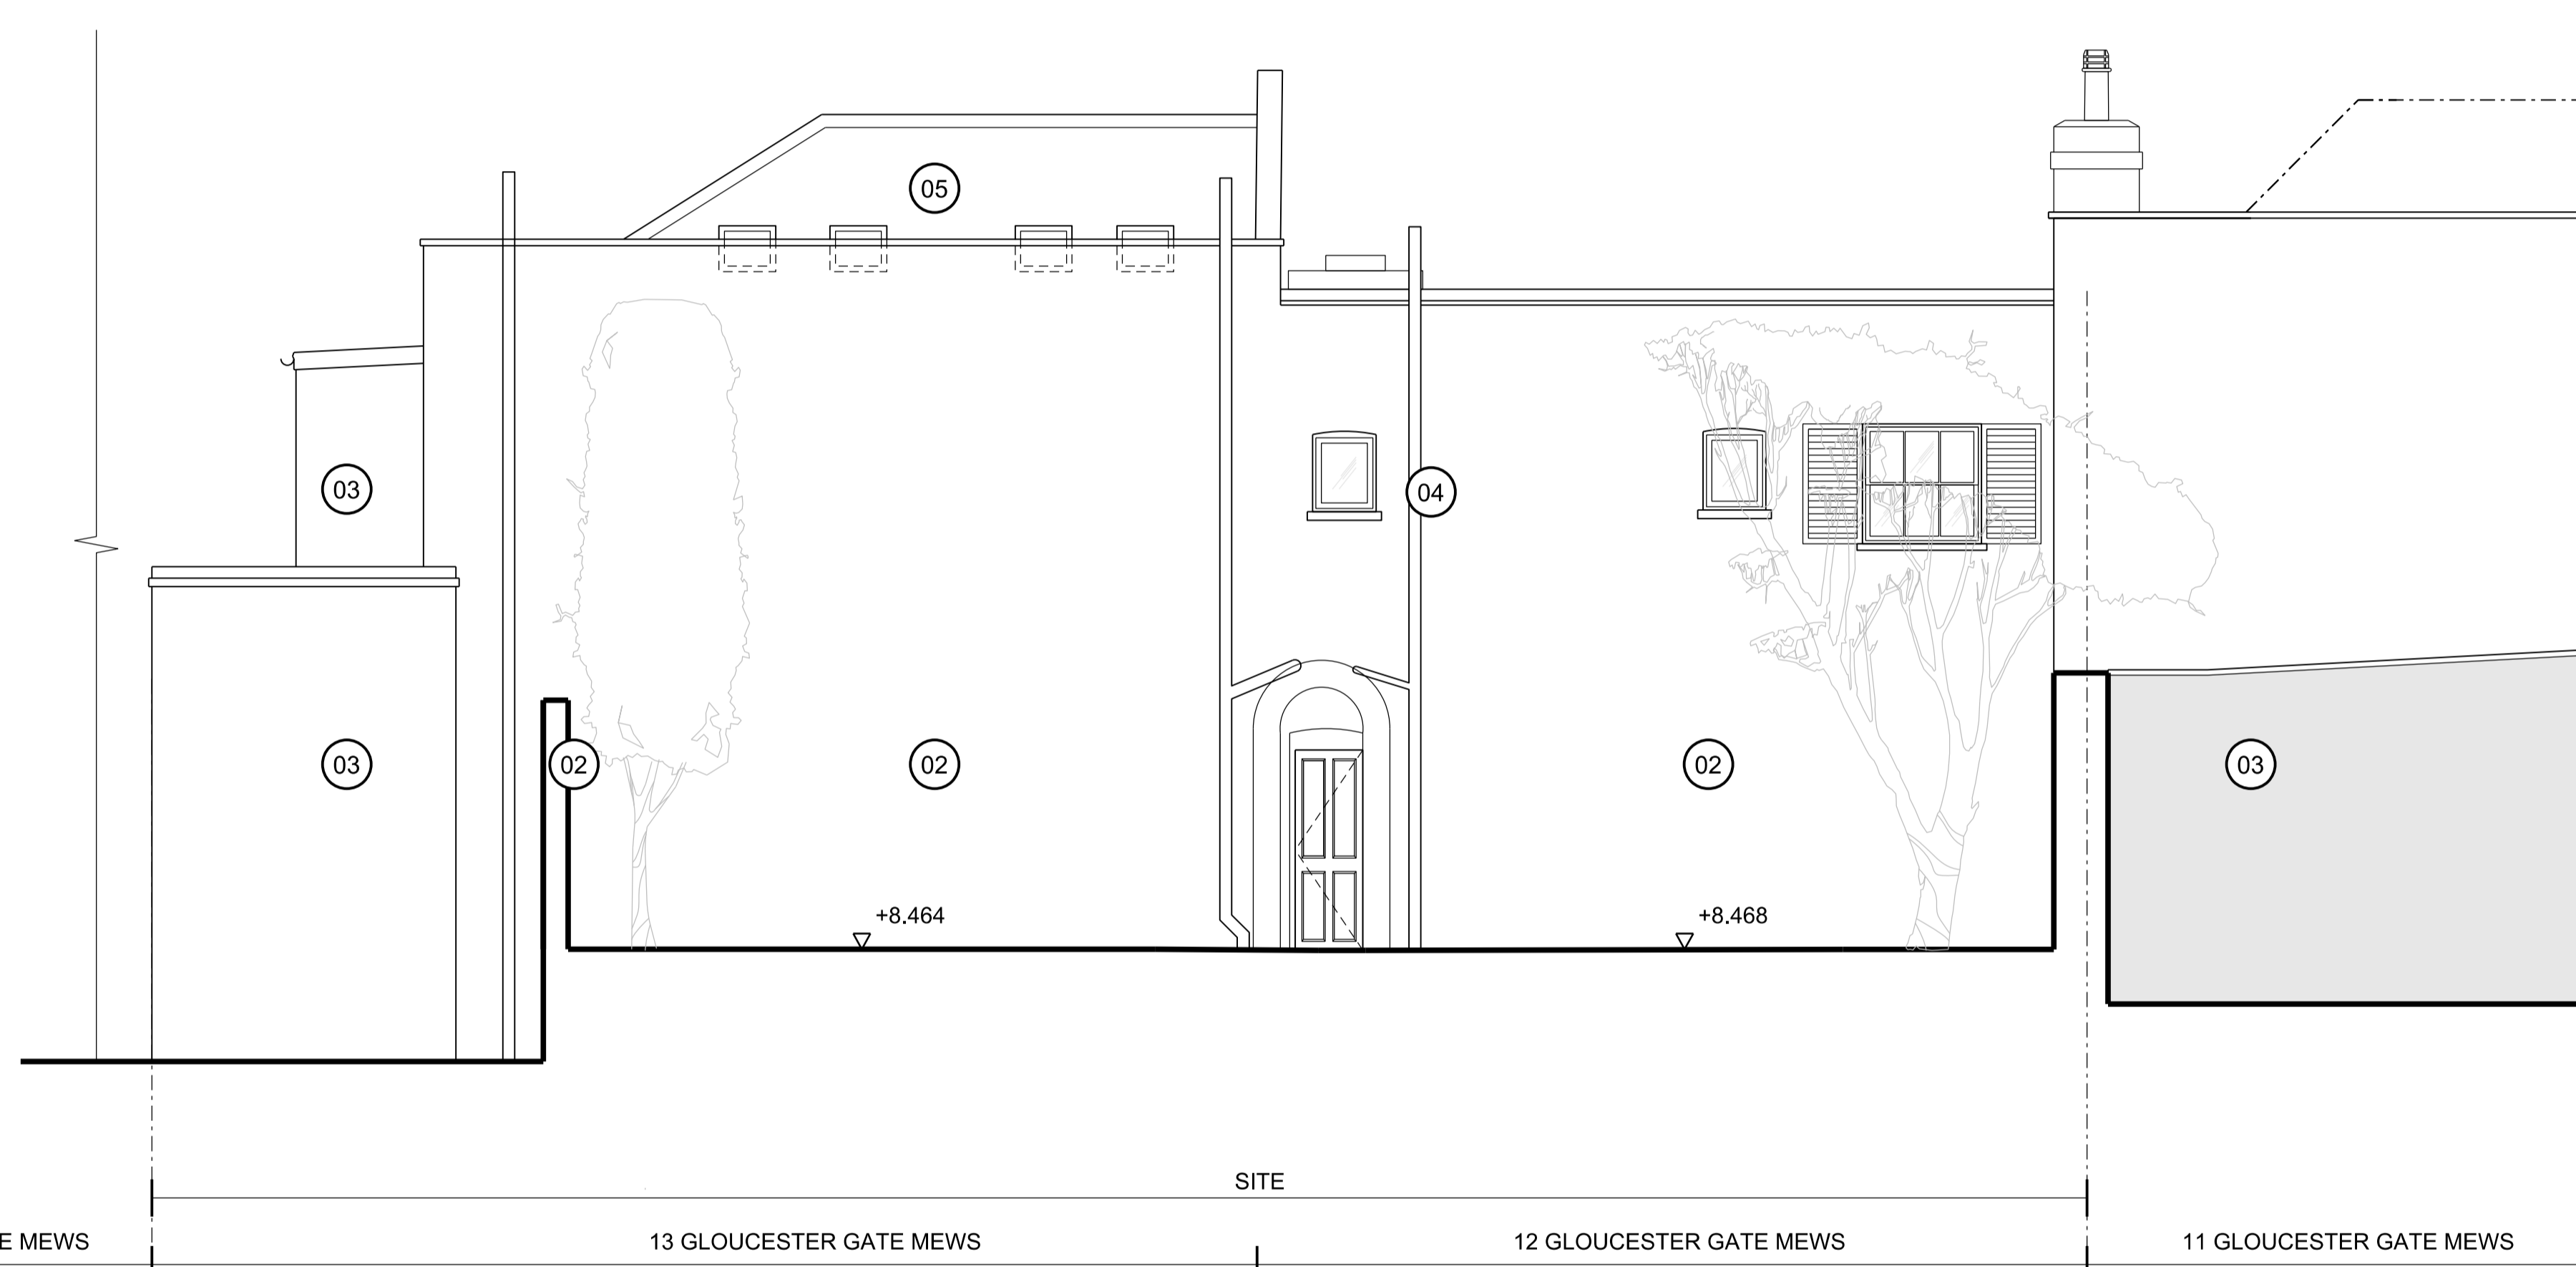 05
03
04
03
02
02
02
03
+8.464
+8.468
SITE
E MEWS
13 GLOUCESTER GATE MEWS
12 GLOUCESTER GATE MEWS
11 GLOUCESTER GATE MEWS